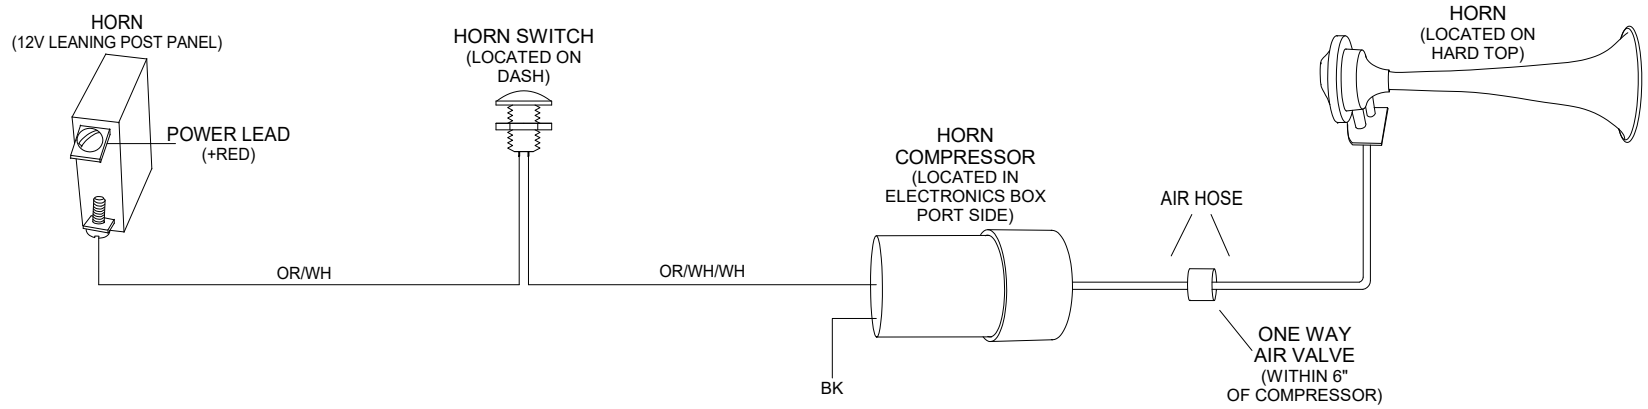 HORN
(12V LEANING POST PANEL)
POWER LEAD
(+RED)
OR/WH
HORN SWITCH
(LOCATED ON
DASH)
OR/WH/WH
HORN
COMPRESSOR
(LOCATED IN
ELECTRONICS BOX
PORT SIDE)
BK
AIR HOSE
ONE WAY
AIR VALVE
(WITHIN 6"
OF COMPRESSOR)
HORN
(LOCATED ON
HARD TOP)